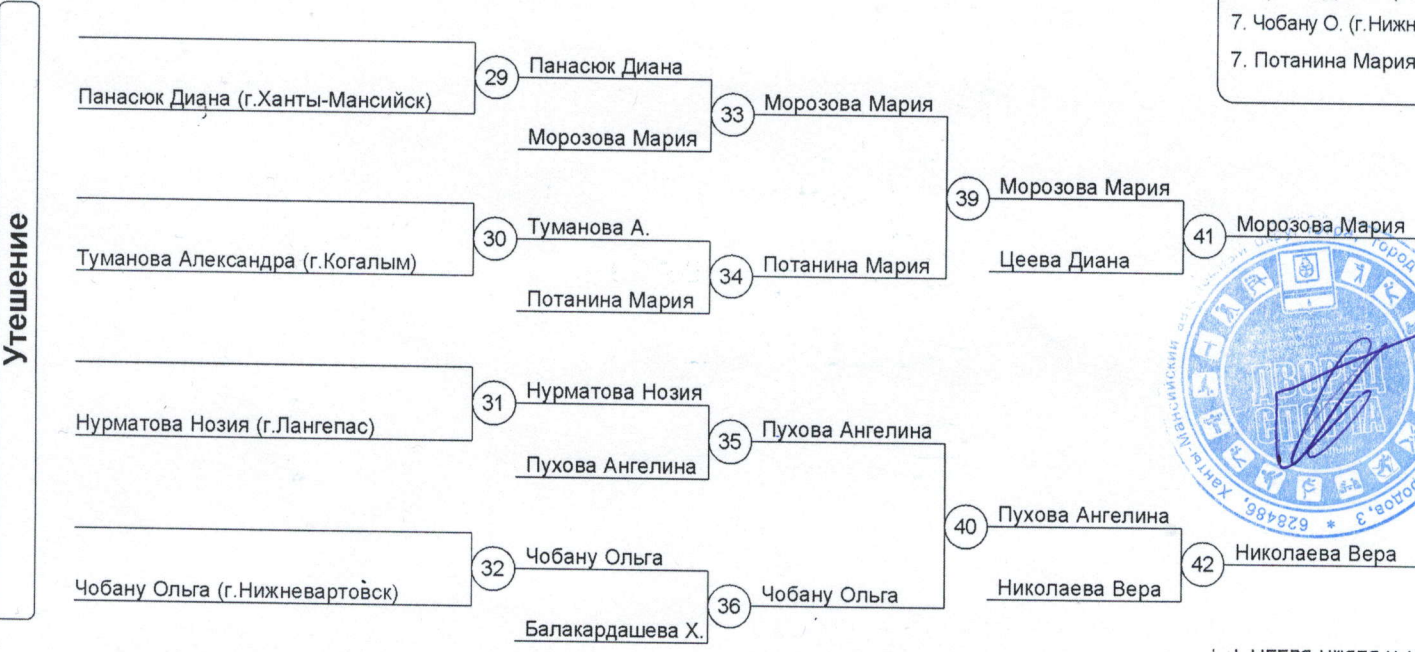 Утешение
7. Чобану О. (г.Нижн
7. Потанина Мария
Панасюк Диана (г.Ханты-Мансийск)
29
Панасюк Диана
Морозова Мария
33
Морозова Мария
Туманова Александра (г.Когалым)
30
Туманова А.
Потанина Мария
34
Потанина Мария
39
Морозова Мария
Цеева Диана
41
Морозова Мария
Нурматова Нозия (г.Лангепас)
31
Нурматова Нозия
Пухова Ангелина
35
Пухова Ангелина
Чобану Ольга (г.Нижневартовск)
32
Чобану Ольга
Балакардашева Х.
36
Чобану Ольга
40
Пухова Ангелина
Николаева Вера
42
Николаева Вера
ДВОРЕЦ
СПОРТА
628486, Ханты-Мансийский